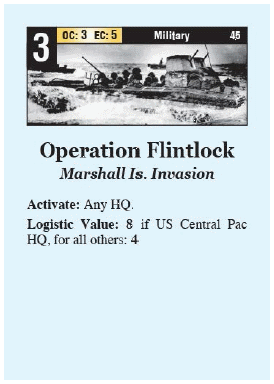 3
OC: 3 EC: 5
Military
45
Operation Flintlock
Marshall Is. Invasion
Activate: Any HQ.
Logistic Value: 8 if US Central Pac
HQ, for all others: 4